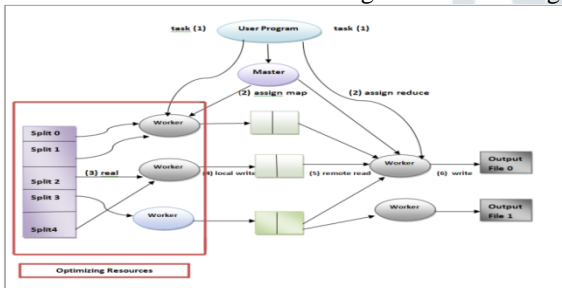 task (1)
User Program
task (1)
Master
(2) assign map
(2) assign reduce
Worker
Split 0
Split 1
Split 2
Split 3
Split4
(3) real
Worker
(4) local write
(5) remote read
Worker
(6) write
Output
File 0
Worker
Worker
Output
File 1
Optimizing Resources